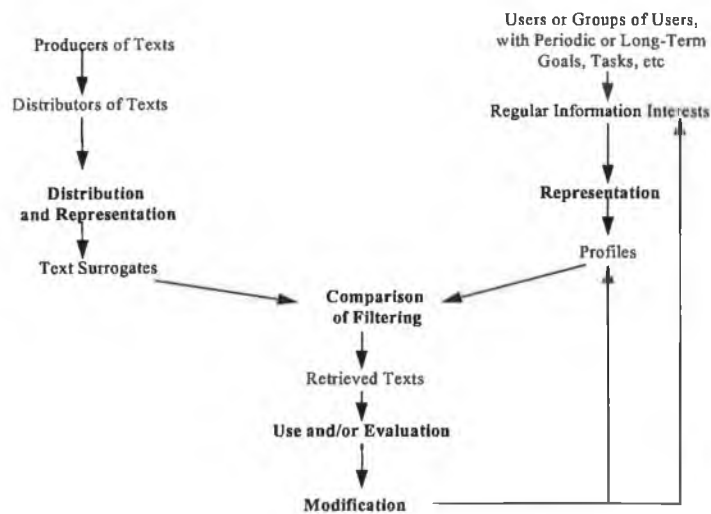 Producers of Texts
Distributors of Texts
Distribution
and Representation
Text Surrogates
Users or Groups of Users,
with Periodic or Long-Term
Goals, Tasks, etc
Regular Information Interests
Representation
Profiles
Comparison
of Filtering
Retrieved Texts
Use and/or Evaluation
Modification